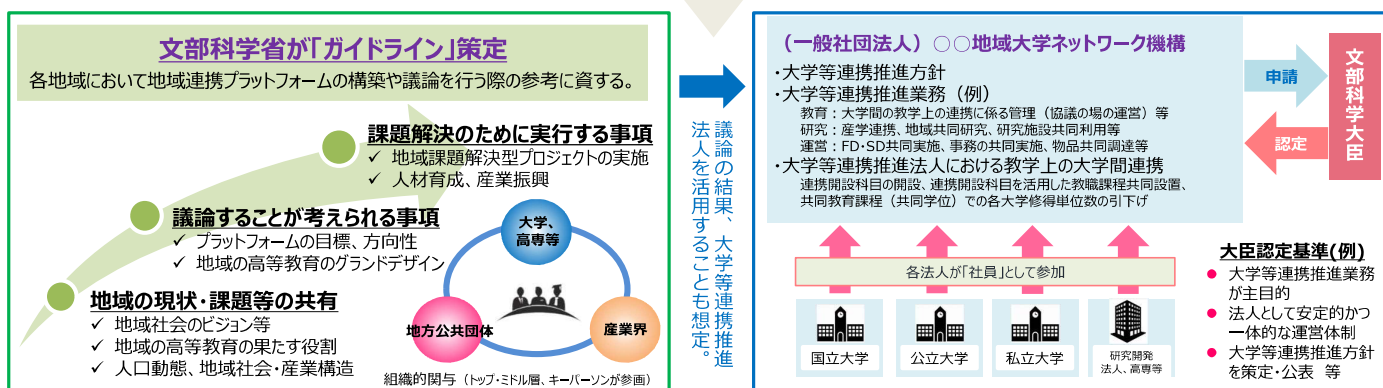 文部科学省が「ガイドライン」策定
各地域において地域連携プラットフォームの構築や議論を行う際の参考に資する。
課題解決のために実行する事項
✓ 地域課題解決型プロジェクトの実施
✓ 人材育成、産業振興
議論することが考えられる事項
✓ プラットフォームの目標、方向性
✓ 地域の高等教育のグランドデザイン
地域の現状・課題等の共有
✓ 地域社会のビジョン等
✓ 地域の高等教育の果たす役割
✓ 人口動態、地域社会・産業構造
大学、
高専等
地方公共団体
産業界
組織的関与（トップ・ミドル層、キーパーソンが参画）
議論の結果、大学等連携推進
法人を活用することも想定。
（一般社団法人）○○地域大学ネットワーク機構
・大学等連携推進方針
・大学等連携推進業務（例）
教育：大学間の教学上の連携に係る管理（協議の場の運営）等
研究：産学連携、地域共同研究、研究施設共同利用等
運営：FD・SD共同実施、事務の共同実施、物品共同調達等
・大学等連携推進法人における教学上の大学間連携
連携開設科目の開設、連携開設科目を活用した教職課程共同設置、
共同教育課程（共同学位）での各大学修得単位数の引下げ
申請
認定
文部科学大臣
各法人が「社員」として参加
国立大学
公立大学
私立大学
研究開発
法人、高専等
大臣認定基準(例)
● 大学等連携推進業務
が主目的
● 法人として安定的かつ
一体的な運営体制
● 大学等連携推進方針
を策定・公表 等